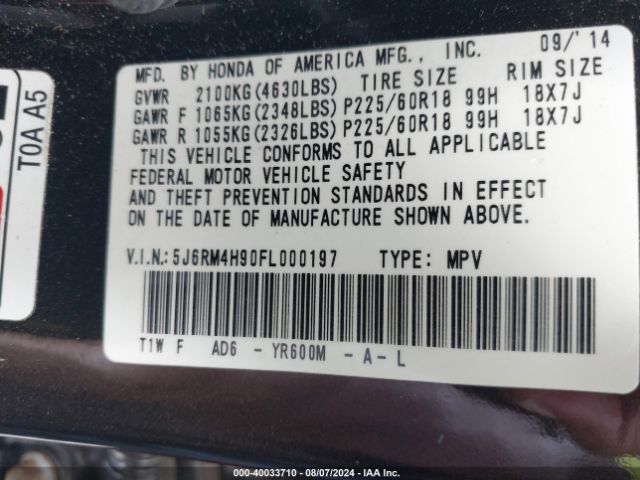 MFD. BY HONDA OF AMERICA MFG., INC. 09/'14
GVWR 2100KG(4630LBS) TIRE SIZE RIM SIZE
GAWR F 1065KG(2348LBS) P225/60R18 99H 18X7J
GAWR R 1055KG(2326LBS) P225/60R18 99H 18X7J
THIS VEHICLE CONFORMS TO ALL APPLICABLE
FEDERAL MOTOR VEHICLE SAFETY
AND THEFT PREVENTION STANDARDS IN EFFECT
ON THE DATE OF MANUFACTURE SHOWN ABOVE.
V.I.N.: 5J6RM4H90FL000197 TYPE: MPV
T1W F AD6 - YR600M - A - L
TOA A5
000-40033710 - 08/07/2024 - IAA Inc.